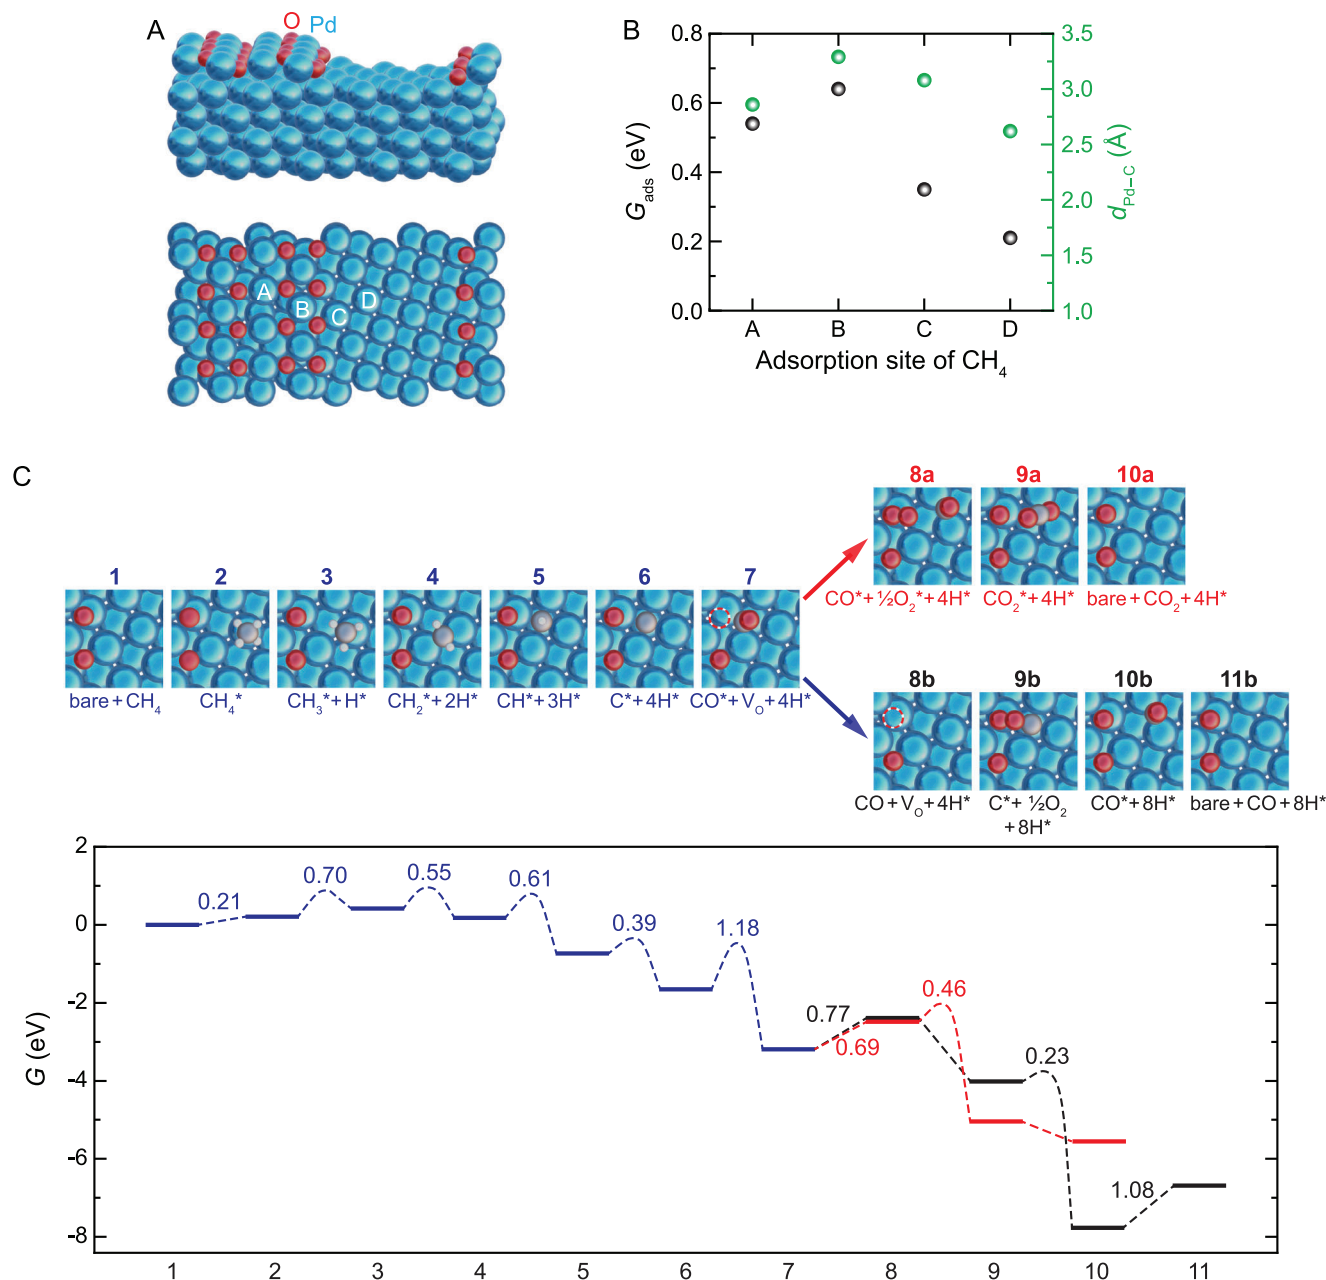 A
O Pd
A
B
C
D
B
0.8
0.6
0.4
0.2
0.0
G_ads (eV)
3.5
3.0
2.5
2.0
1.5
1.0
d_Pd–C (Å)
A B C D
Adsorption site of CH₄
C
8a 9a 10a
CO*+½O₂*+4H* CO₂*+4H* bare+CO₂+4H*
1 2 3 4 5 6 7
bare+CH₄ CH₄* CH₃*+H* CH₂*+2H* CH*+3H* C*+4H* CO*+V_O+4H*
8b 9b 10b 11b
CO+V_O+4H* C*+½O₂ +8H* CO*+8H* bare+CO+8H*
2
0
-2
-4
-6
-8
G (eV)
0.21
0.70
0.55
0.61
0.39
1.18
0.77
0.69
0.46
0.23
1.08
1 2 3 4 5 6 7 8 9 10 11